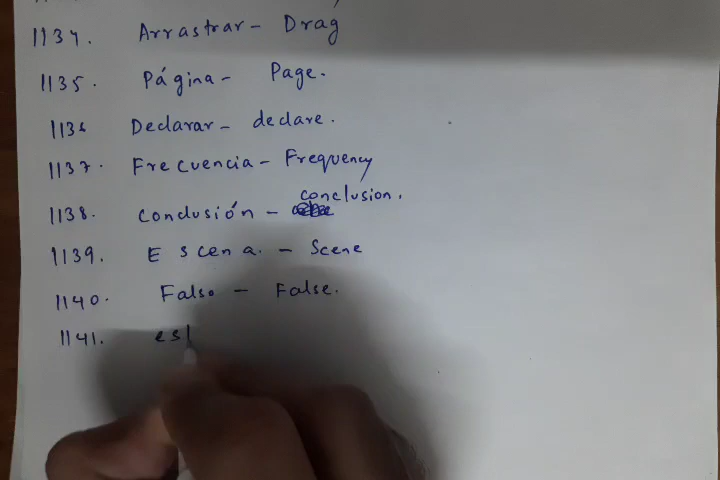 1134. Arrastrar - Drag
1135. Página - Page.
1136 Declarar - declare.
1137. Frecuencia - Frequency
1138. Conclusión - conclusion.
1139. Escena. - Scene
1140. Falso - False.
1141. es